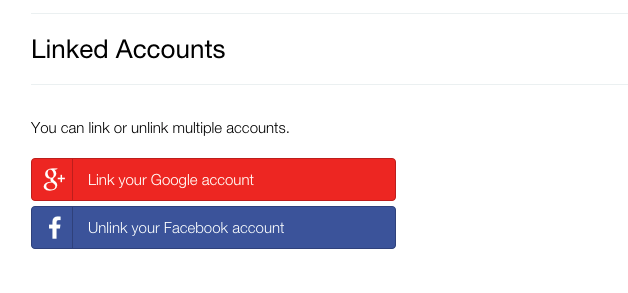 Linked Accounts
You can link or unlink multiple accounts.
g+ Link your Google account
f Unlink your Facebook account